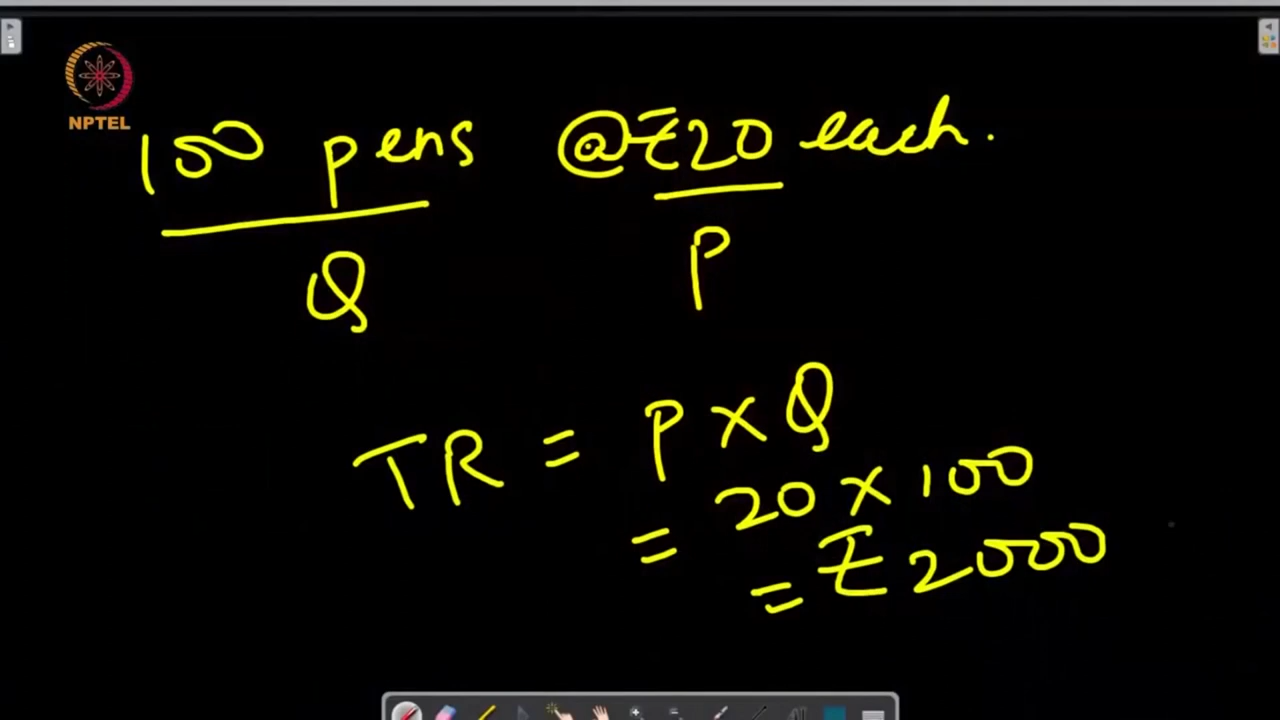 NPTEL
100 pens @ ₹20 each.
Q P
TR = P × Q
= 20 × 100
= ₹2000